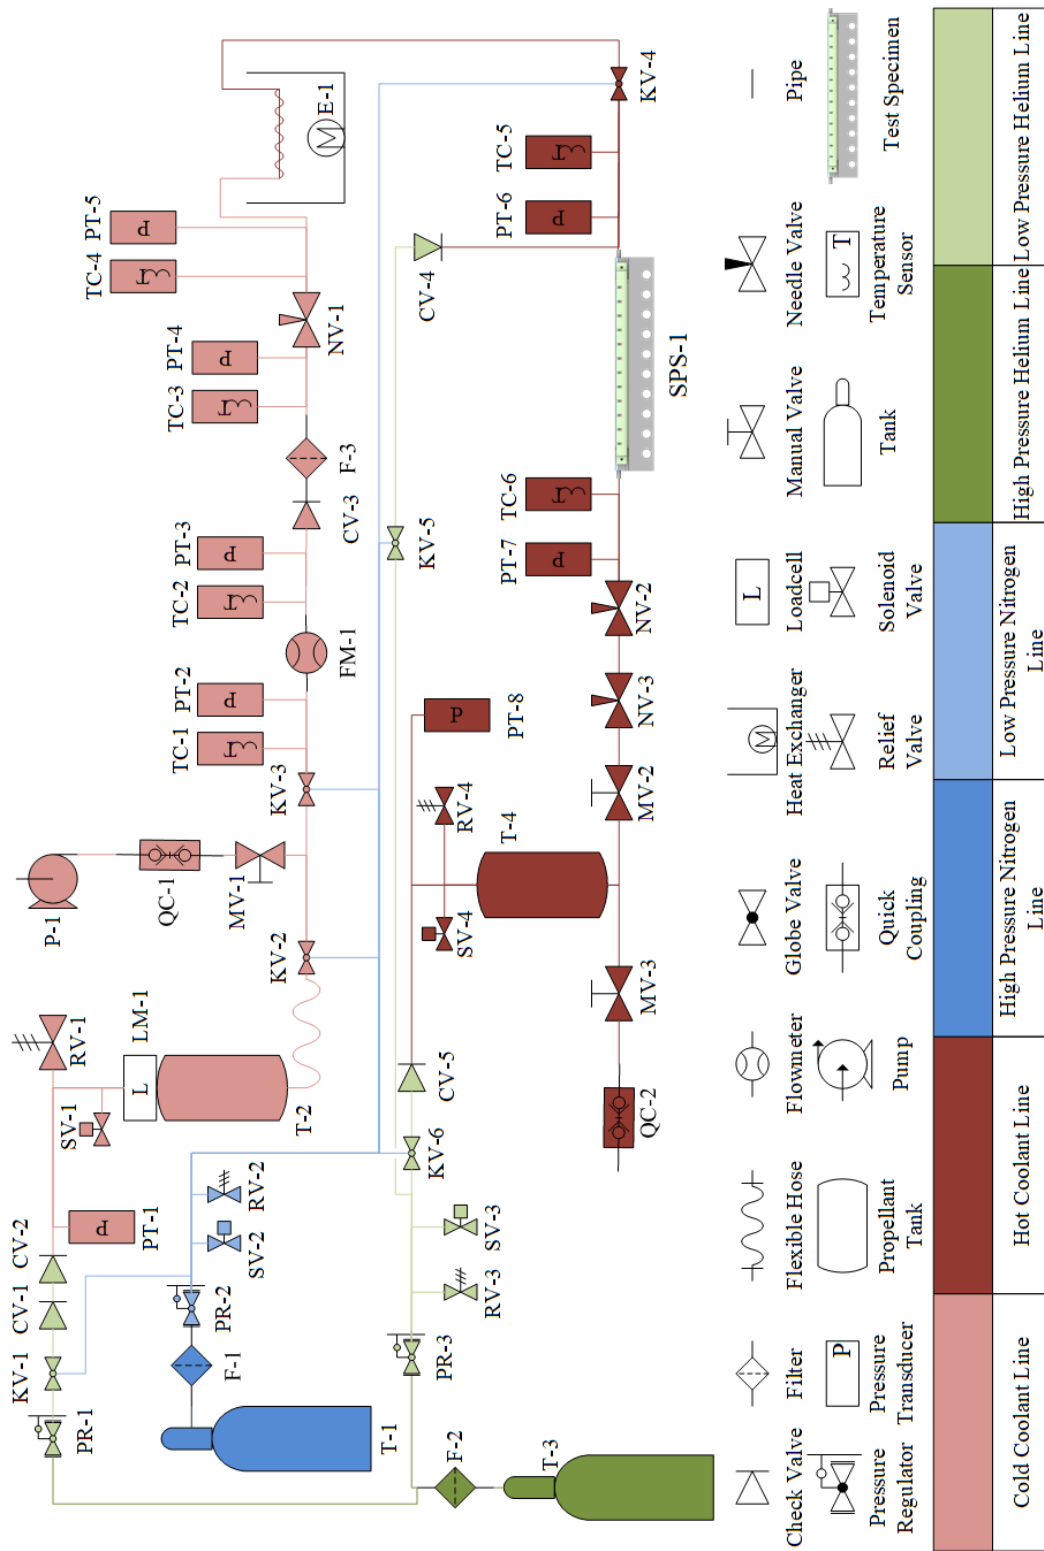 KV-1
CV-1
CV-2
P-1
PR-1
SV-1
RV-1
P
PT-1
L
LM-1
QC-1
P
PT-5
T
TC-4
MV-1
F-1
PR-2
SV-2
RV-2
T-1
T-2
KV-2
KV-3
T
TC-1
P
PT-2
T
TC-2
P
PT-3
T
TC-3
P
PT-4
FM-1
CV-3
F-3
NV-1
M
E-1
F-2
PR-3
KV-6
CV-5
KV-5
CV-4
T-3
RV-3
SV-3
SV-4
RV-4
T-4
P
PT-8
P
PT-7
T
TC-6
P
PT-6
T
TC-5
QC-2
MV-3
MV-2
NV-3
NV-2
SPS-1
KV-4
Check Valve
Filter
Flexible Hose
Flowmeter
Globe Valve
M
Heat Exchanger
L
Loadcell
Manual Valve
Needle Valve
Pipe
Pressure
Regulator
P
Pressure
Transducer
Propellant
Tank
Pump
Quick
Coupling
Relief
Valve
Solenoid
Valve
Tank
T
Temperature
Sensor
Test Specimen
Cold Coolant Line
Hot Coolant Line
High Pressure Nitrogen
Line
Low Pressure Nitrogen
Line
High Pressure Helium Line
Low Pressure Helium Line